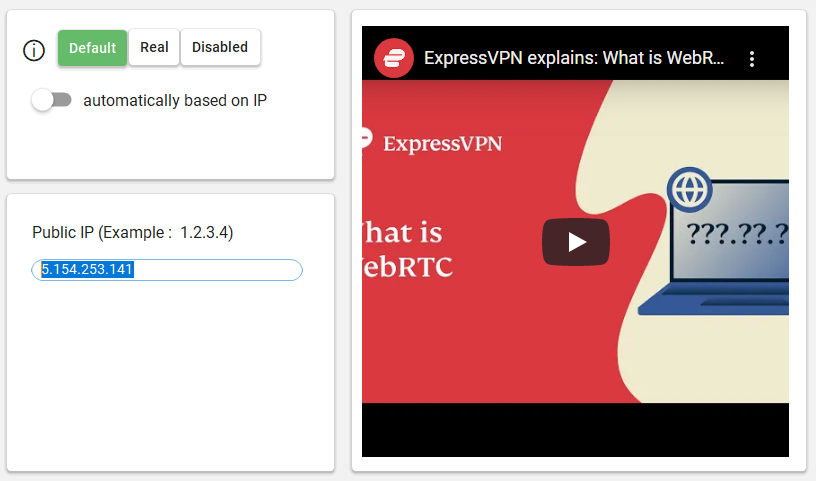 Default
Real
Disabled
automatically based on IP
Public IP (Example : 1.2.3.4)
5.154.253.141
ExpressVPN explains: What is WebR...
ExpressVPN
hat is
ebRTC
???.??.?